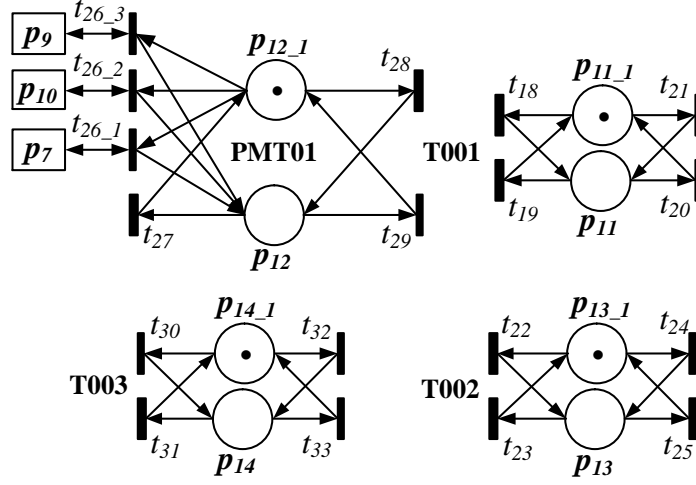 p9 t26_3 p12_1
p10 t26_2 t28 p11_1
p7 t26_1 PMT01 T001 t18 t21
t27 p12 t29 t19 p11 t20
p14_1 p13_1
t30 t32 t22 t24
T003 T002
t31 p14 t33 t23 p13 t25